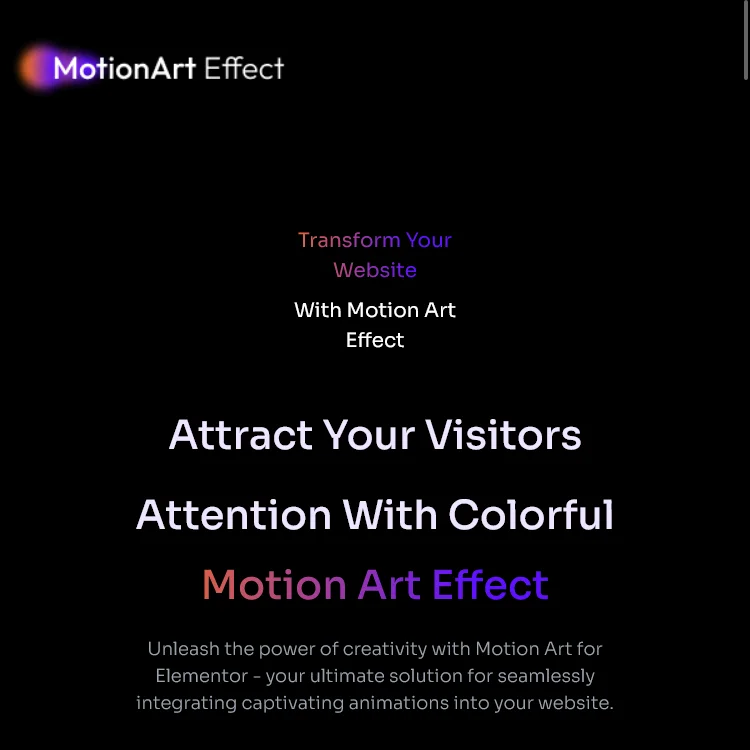 MotionArt Effect
Transform Your
Website
With Motion Art
Effect
Attract Your Visitors
Attention With Colorful
Motion Art Effect
Unleash the power of creativity with Motion Art for
Elementor - your ultimate solution for seamlessly
integrating captivating animations into your website.